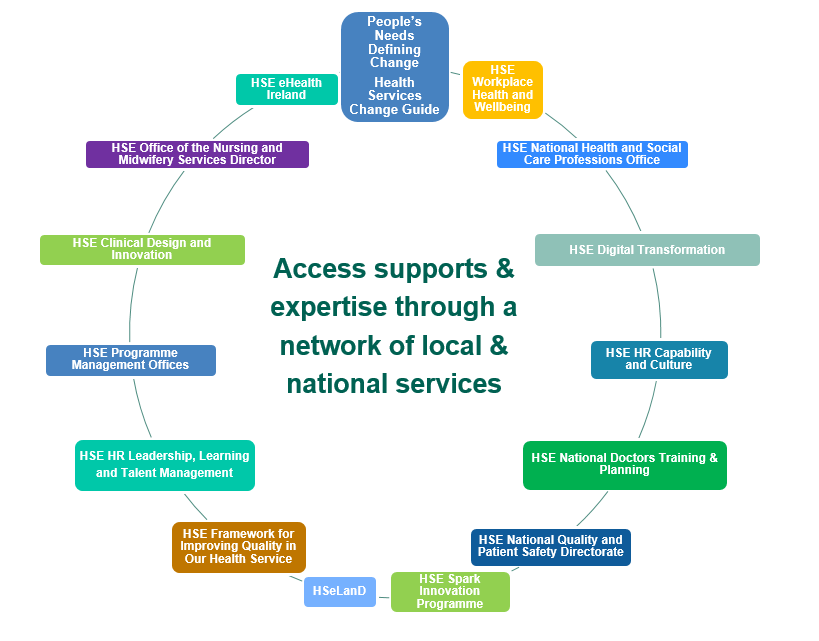 People's
Needs
Defining
Change
Health
Services
Change Guide
HSE
Workplace
Health and
Wellbeing
HSE National Health and Social
Care Professions Office
HSE Digital Transformation
HSE HR Capability
and Culture
HSE National Doctors Training &
Planning
HSE National Quality and
Patient Safety Directorate
HSE Spark
Innovation
Programme
HSeLanD
HSE Framework for
Improving Quality in
Our Health Service
HSE HR Leadership, Learning
and Talent Management
HSE Programme
Management Offices
HSE Clinical Design and
Innovation
HSE Office of the Nursing and
Midwifery Services Director
HSE eHealth
Ireland
Access supports &
expertise through a
network of local &
national services